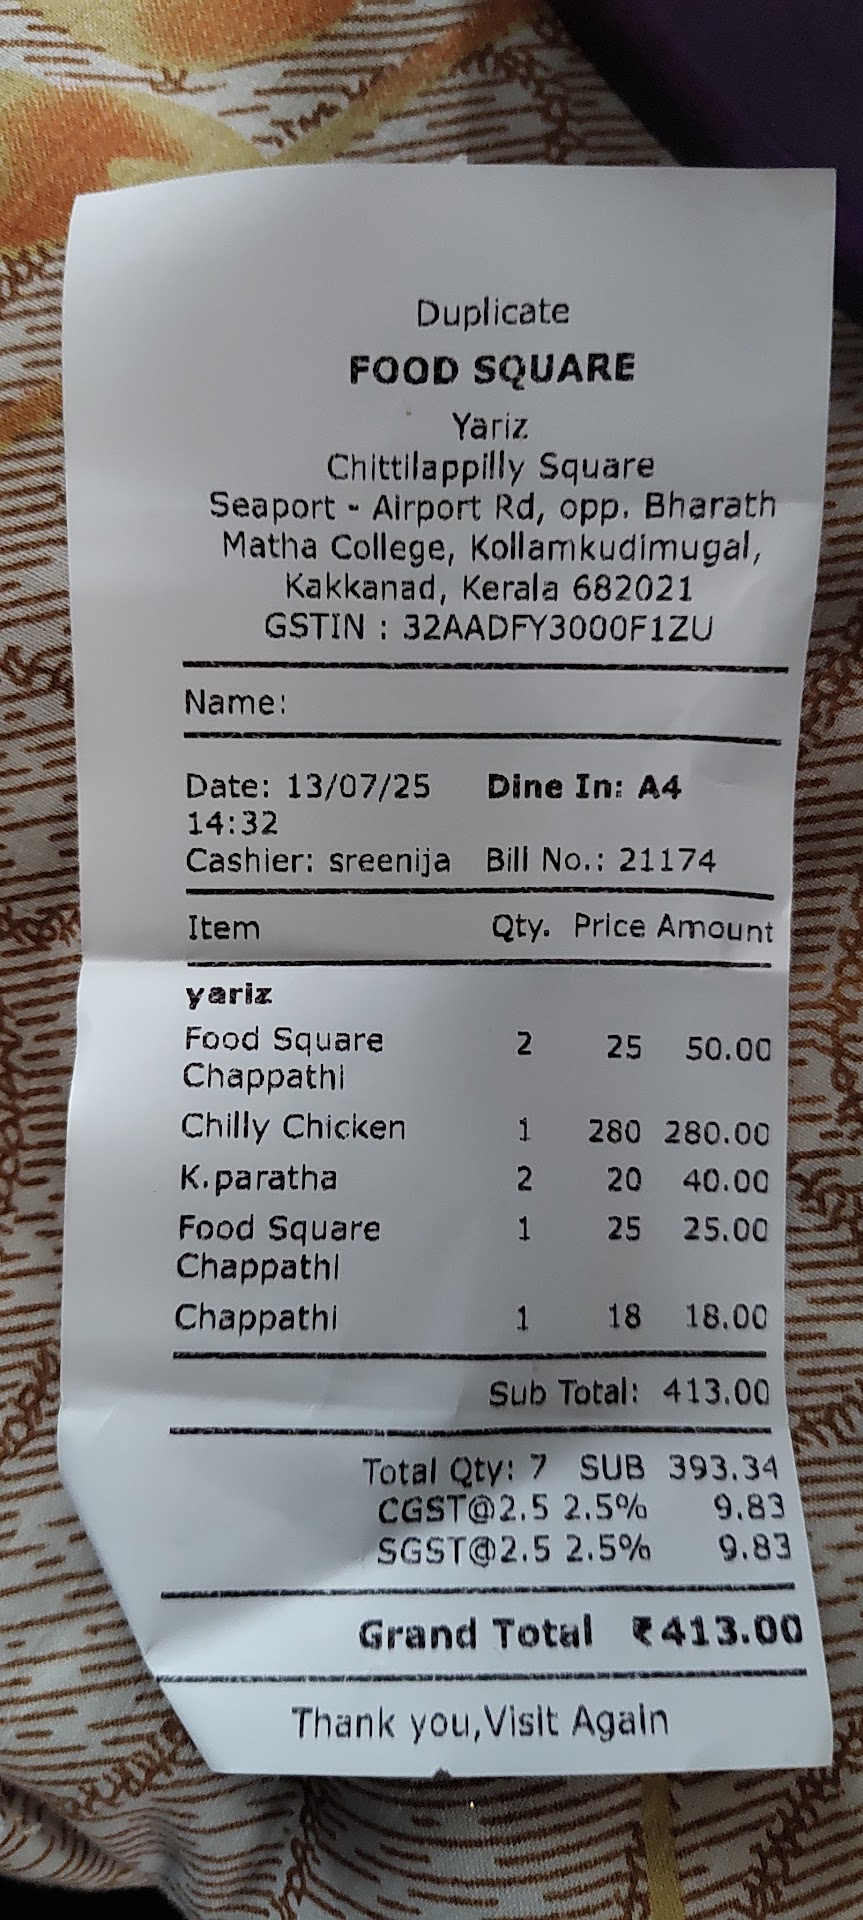 Duplicate
FOOD SQUARE
Yariz
Chittilappilly Square
Seaport - Airport Rd, opp. Bharath
Matha College, Kollamkudimugal,
Kakkanad, Kerala 682021
GSTIN : 32AADFY3000F1ZU
Name:
Date: 13/07/25 Dine In: A4
14:32
Cashier: sreenija Bill No.: 21174
Item Qty. Price Amount
yariz
Food Square 2 25 50.00
Chappathi
Chilly Chicken 1 280 280.00
K.paratha 2 20 40.00
Food Square 1 25 25.00
Chappathi
Chappathi 1 18 18.00
Sub Total: 413.00
Total Qty: 7 SUB 393.34
CGST@2.5 2.5% 9.83
SGST@2.5 2.5% 9.83
Grand Total ₹413.00
Thank you,Visit Again